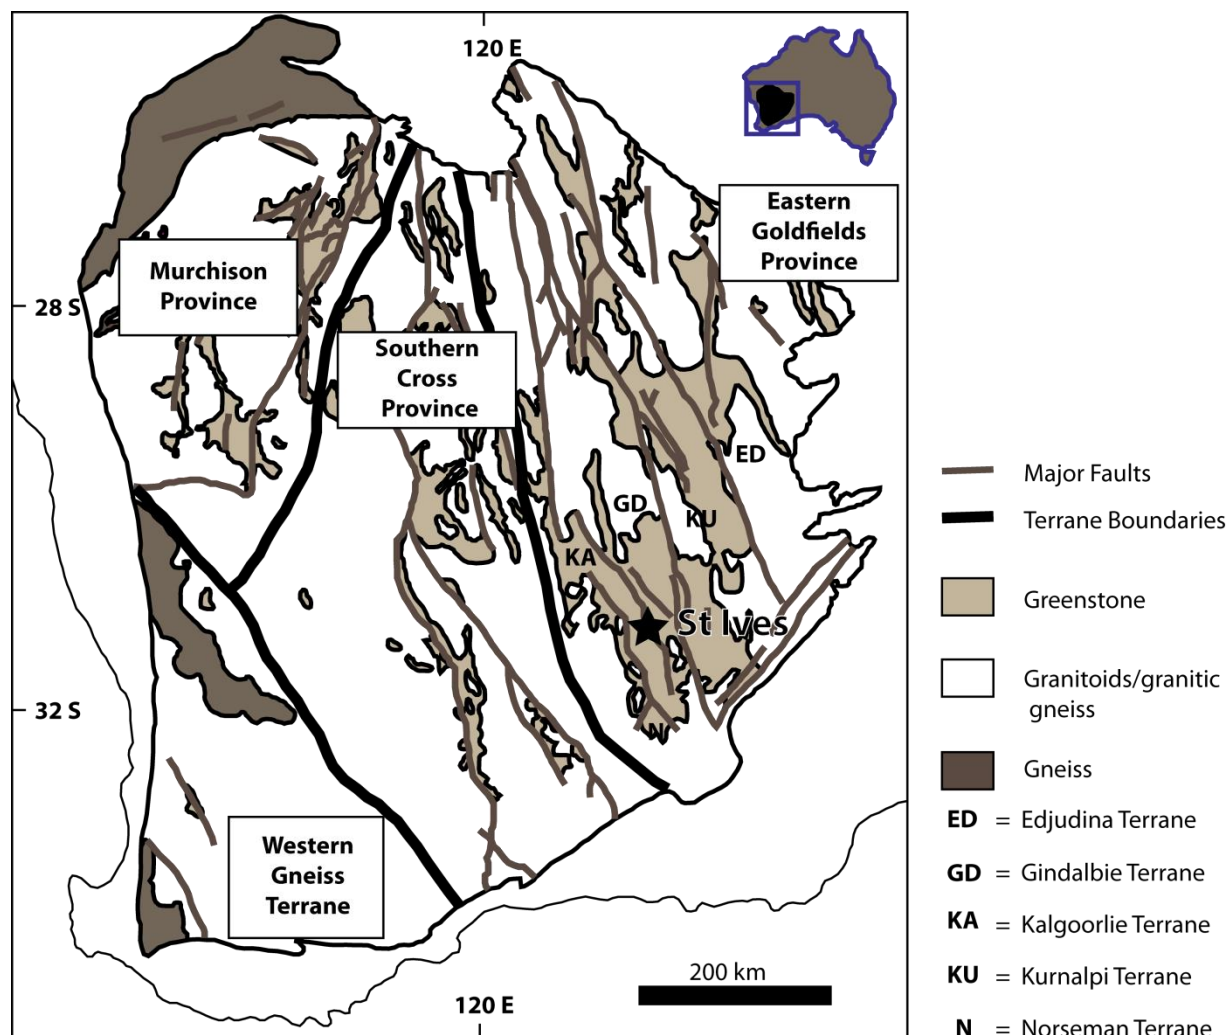 120 E
Eastern
Goldfields
Province
Murchison
Province
28 S
Southern
Cross
Province
ED
GD
KU
KA
St Ives
32 S
N
Western
Gneiss
Terrane
200 km
120 E
Major Faults
Terrane Boundaries
Greenstone
Granitoids/granitic
gneiss
Gneiss
ED = Edjudina Terrane
GD = Gindalbie Terrane
KA = Kalgoorlie Terrane
KU = Kurnalpi Terrane
N = Norseman Terrane